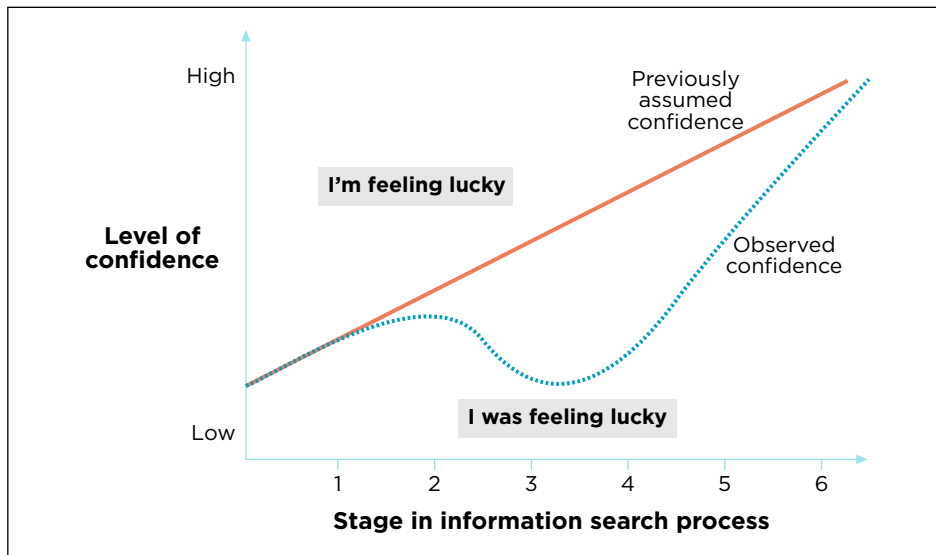 High
Previously
assumed
confidence
I'm feeling lucky
Level of
confidence
Observed
confidence
I was feeling lucky
Low
1 2 3 4 5 6
Stage in information search process